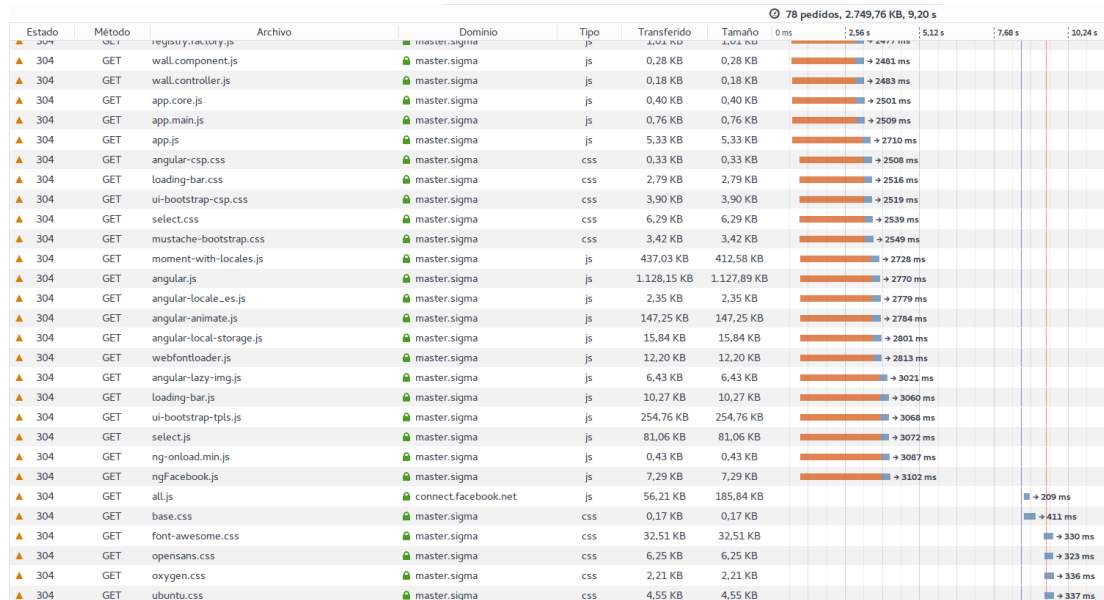 78 pedidos, 2.749,76 KB, 9,20 s
Estado Método Archivo Dominio Tipo Transferido Tamaño 0 ms 2,56 s 5,12 s 7,68 s 10,24 s
304 GET registry.factory.js master.sigma js 1,01 KB 1,01 KB → 2477 ms
304 GET wall.component.js master.sigma js 0,28 KB 0,28 KB → 2481 ms
304 GET wall.controller.js master.sigma js 0,18 KB 0,18 KB → 2483 ms
304 GET app.core.js master.sigma js 0,40 KB 0,40 KB → 2501 ms
304 GET app.main.js master.sigma js 0,76 KB 0,76 KB → 2509 ms
304 GET app.js master.sigma js 5,33 KB 5,33 KB → 2710 ms
304 GET angular-csp.css master.sigma css 0,33 KB 0,33 KB → 2508 ms
304 GET loading-bar.css master.sigma css 2,79 KB 2,79 KB → 2516 ms
304 GET ui-bootstrap-csp.css master.sigma css 3,90 KB 3,90 KB → 2519 ms
304 GET select.css master.sigma css 6,29 KB 6,29 KB → 2539 ms
304 GET mustache-bootstrap.css master.sigma css 3,42 KB 3,42 KB → 2549 ms
304 GET moment-with-locales.js master.sigma js 437,03 KB 412,58 KB → 2728 ms
304 GET angular.js master.sigma js 1.128,15 KB 1.127,89 KB → 2770 ms
304 GET angular-locale_es.js master.sigma js 2,35 KB 2,35 KB → 2779 ms
304 GET angular-animate.js master.sigma js 147,25 KB 147,25 KB → 2784 ms
304 GET angular-local-storage.js master.sigma js 15,84 KB 15,84 KB → 2801 ms
304 GET webfontloader.js master.sigma js 12,20 KB 12,20 KB → 2813 ms
304 GET angular-lazy-img.js master.sigma js 6,43 KB 6,43 KB → 3021 ms
304 GET loading-bar.js master.sigma js 10,27 KB 10,27 KB → 3060 ms
304 GET ui-bootstrap-tpls.js master.sigma js 254,76 KB 254,76 KB → 3068 ms
304 GET select.js master.sigma js 81,06 KB 81,06 KB → 3072 ms
304 GET ng-onload.min.js master.sigma js 0,43 KB 0,43 KB → 3087 ms
304 GET ngFacebook.js master.sigma js 7,29 KB 7,29 KB → 3102 ms
304 GET all.js connect.facebook.net js 56,21 KB 185,84 KB → 209 ms
304 GET base.css master.sigma css 0,17 KB 0,17 KB → 411 ms
304 GET font-awesome.css master.sigma css 32,51 KB 32,51 KB → 330 ms
304 GET opensans.css master.sigma css 6,25 KB 6,25 KB → 323 ms
304 GET oxygen.css master.sigma css 2,21 KB 2,21 KB → 336 ms
304 GET ubuntu.css master.sigma css 4,55 KB 4,55 KB → 337 ms